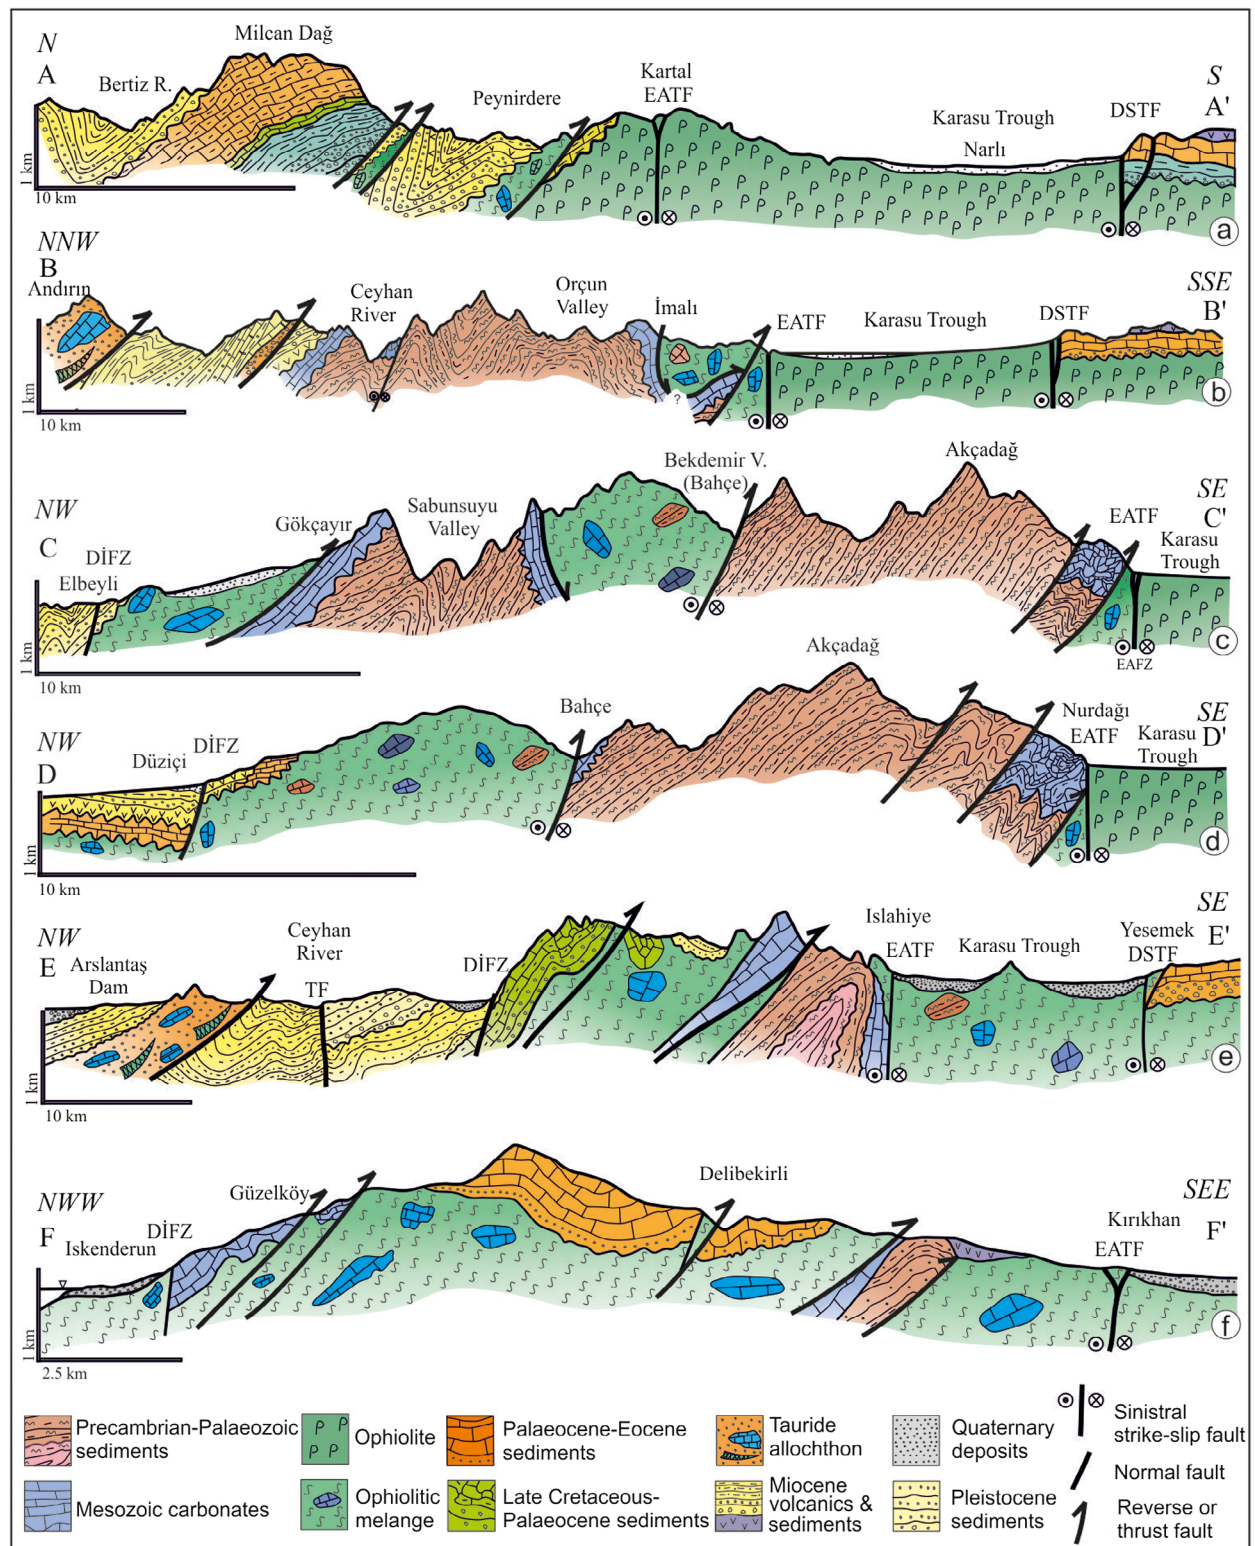 N
A
Bertiz R.
Milcan Dağ
Peynirdere
Kartal
EATF
Karasu Trough
Narlı
DSTF
S
A'
1 km
10 km
a
NNW
B
Andırın
Ceyhan
River
Orçun
Valley
İmalı
EATF
Karasu Trough
DSTF
SSE
B'
?
1 km
10 km
b
NW
C
DİFZ
Elbeyli
Gökçayır
Sabunsuyu
Valley
Bekdemir V.
(Bahçe)
Akçadağ
EATF
Karasu
Trough
SE
C'
EAFZ
1 km
10 km
c
NW
D
Düziçi
DİFZ
Bahçe
Akçadağ
Nurdağı
EATF
Karasu
Trough
SE
D'
1 km
10 km
d
NW
E
Arslantaş
Dam
Ceyhan
River
TF
DİFZ
Islahiye
EATF
Karasu Trough
Yesemek
DSTF
SE
E'
1 km
10 km
e
NWW
F
Iskenderun
DİFZ
Güzelköy
Delibekirli
Kırıkhan
EATF
SEE
F'
1 km
2.5 km
f
Precambrian-Palaeozoic
sediments
Ophiolite
Palaeocene-Eocene
sediments
Tauride
allochthon
Quaternary
deposits
Sinistral
strike-slip fault
Mesozoic carbonates
Ophiolitic
melange
Late Cretaceous-
Palaeocene sediments
Miocene
volcanics &
sediments
Pleistocene
sediments
Normal fault
Reverse or
thrust fault